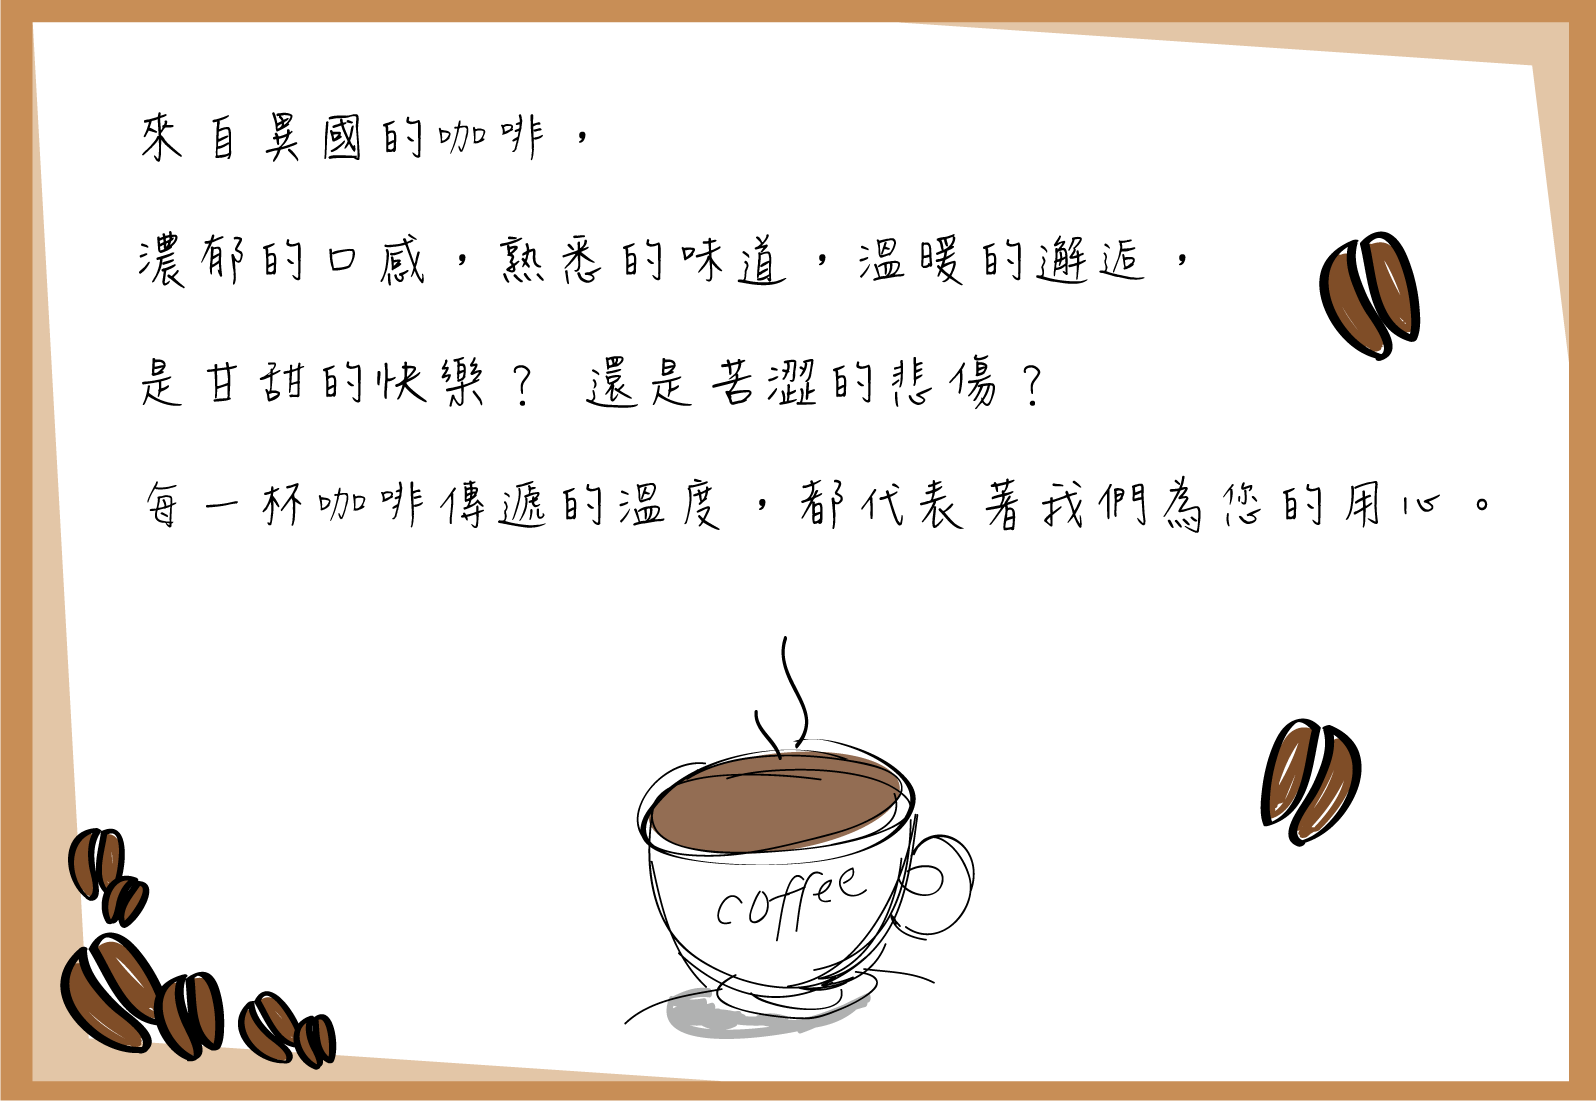 來自異國的咖啡，
濃郁的口感，熟悉的味道，溫暖的邂逅，
是甘甜的快樂？ 還是苦澀的悲傷？
每一杯咖啡傳遞的溫度，都代表著我們為您的用心。
coffee